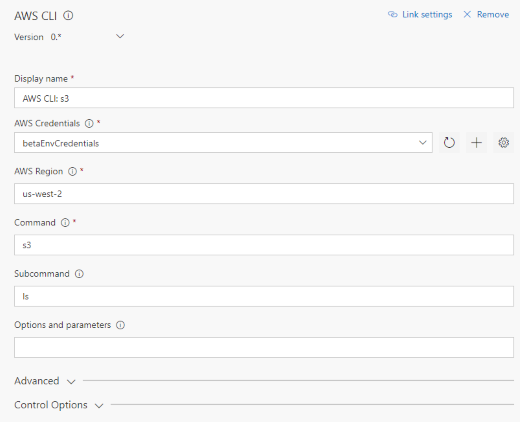 AWS CLI Link settings Remove
Version 0.*
Display name *
AWS CLI: s3
AWS Credentials *
betaEnvCredentials
AWS Region *
us-west-2
Command *
s3
Subcommand
ls
Options and parameters
Advanced
Control Options